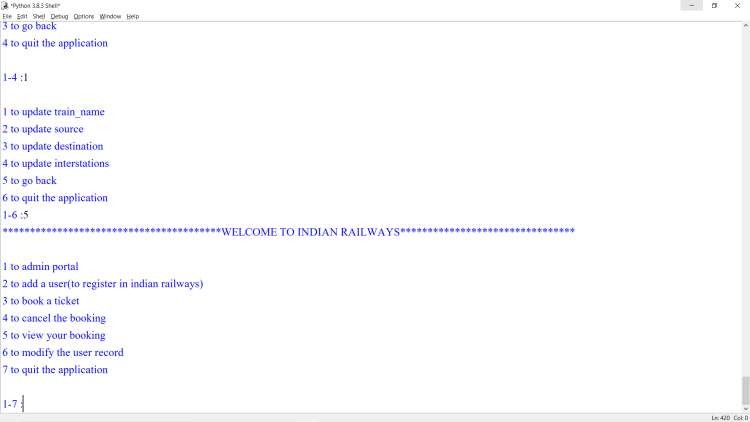 *Python 3.8.5 Shell*
File Edit Shell Debug Options Window Help
3 to go back
4 to quit the application
1-4 :1
1 to update train_name
2 to update source
3 to update destination
4 to update interstations
5 to go back
6 to quit the application
1-6 :5
****************************************WELCOME TO INDIAN RAILWAYS********************************
1 to admin portal
2 to add a user(to register in indian railways)
3 to book a ticket
4 to cancel the booking
5 to view your booking
6 to modify the user record
7 to quit the application
1-7 :
Ln: 420 Col: 0